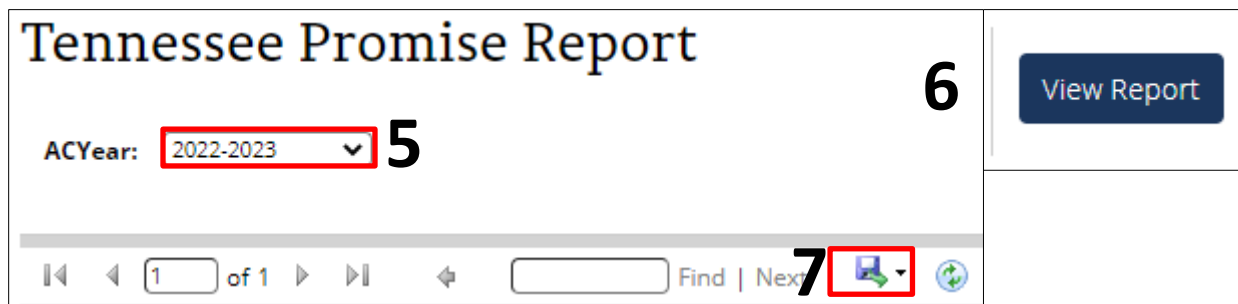 Tennessee Promise Report
6
View Report
ACYear: 2022-2023 5
1 of 1 Find | Next 7